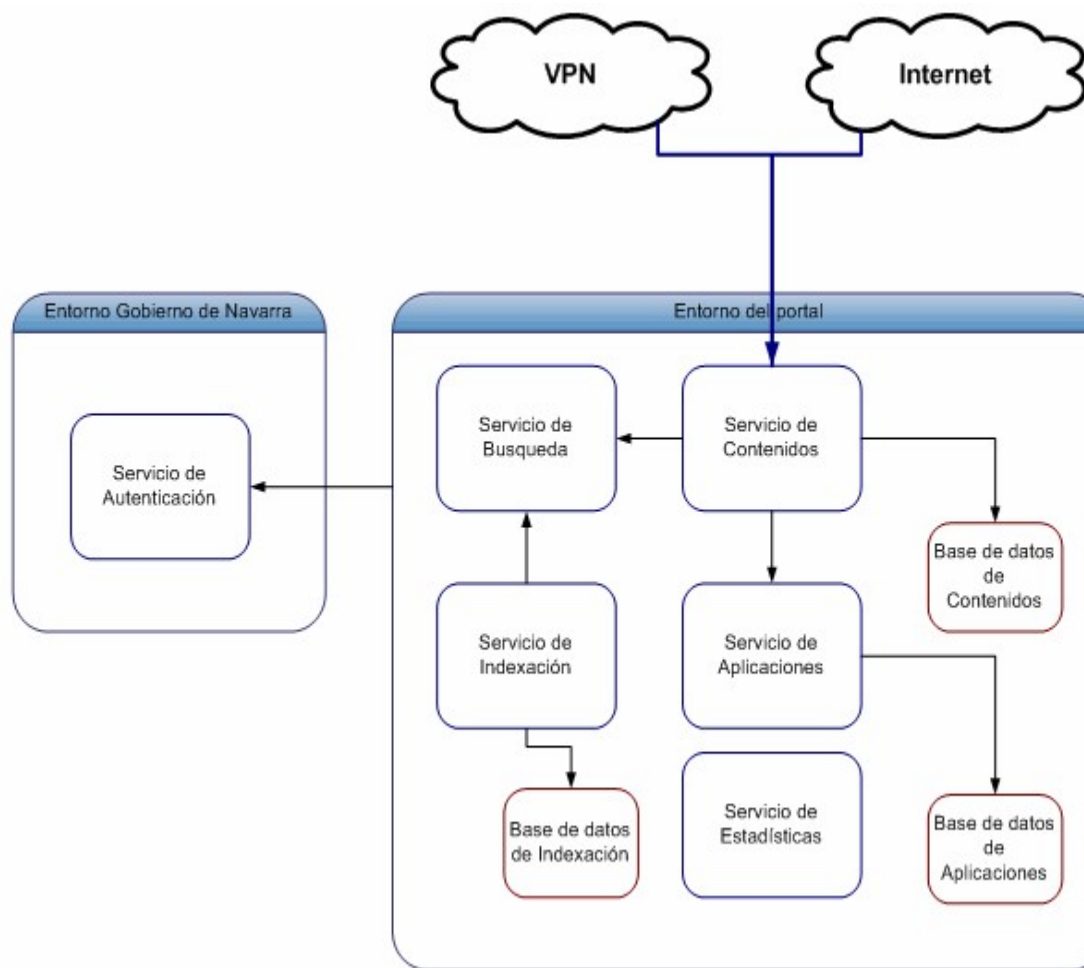 VPN
Internet
Entorno Gobierno de Navarra
Entorno del portal
Servicio de
Autenticación
Servicio de
Busqueda
Servicio de
Contenidos
Base de datos
de
Contenidos
Servicio de
Indexación
Servicio de
Aplicaciones
Base de datos
de Indexación
Servicio de
Estadísticas
Base de datos
de
Aplicaciones